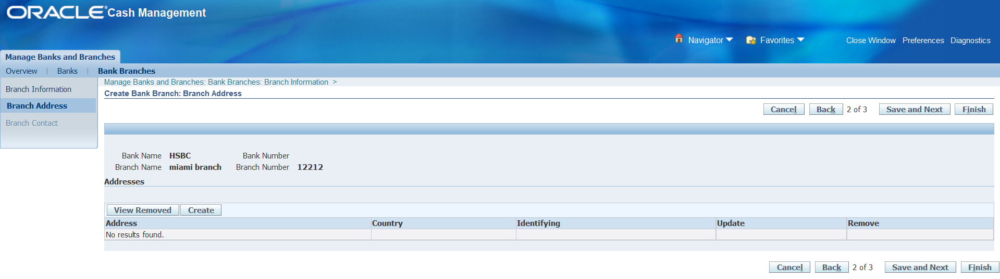 ORACLE® Cash Management
Navigator Favorites Close Window Preferences Diagnostics
Manage Banks and Branches
Overview | Banks | Bank Branches
Branch Information
Branch Address
Branch Contact
Manage Banks and Branches: Bank Branches: Branch Information >
Create Bank Branch: Branch Address
Cancel Back 2 of 3 Save and Next Finish
Bank Name HSBC Bank Number
Branch Name miami branch Branch Number 12212
Addresses
View Removed Create
Address Country Identifying Update Remove
No results found.
Cancel Back 2 of 3 Save and Next Finish